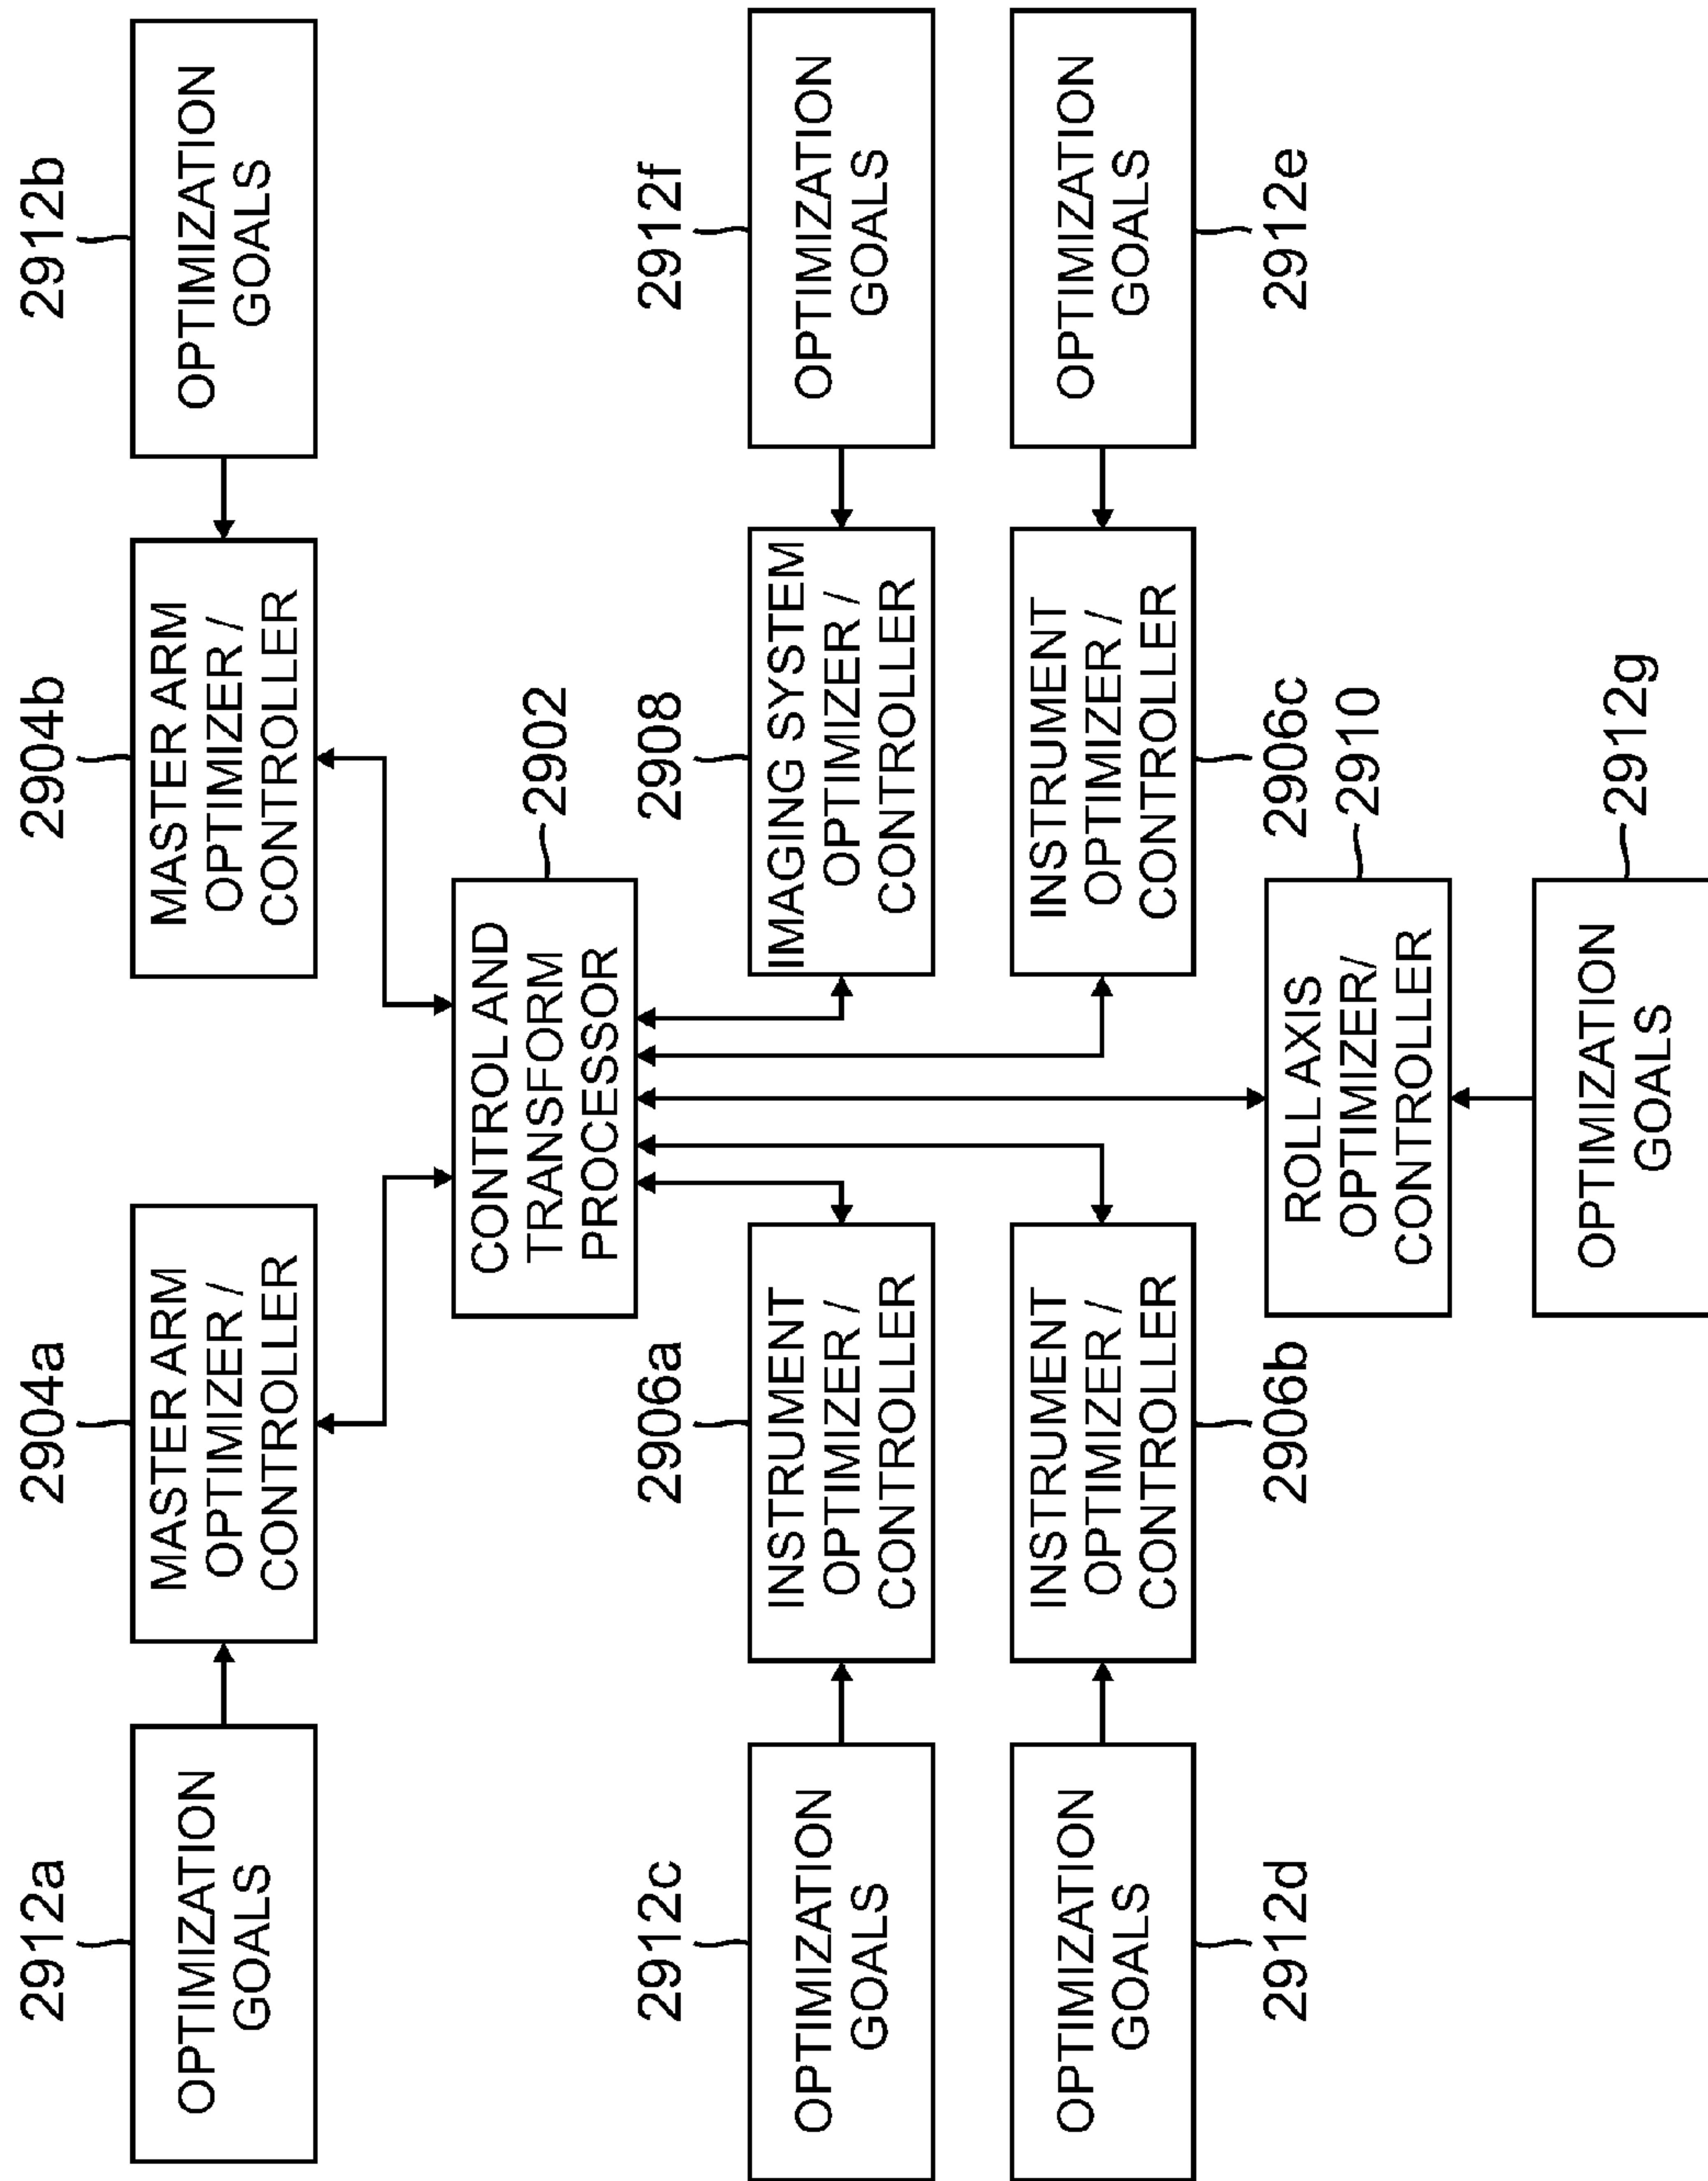 2912a
OPTIMIZATION
GOALS
2904a
MASTER ARM
OPTIMIZER /
CONTROLLER
2904b
MASTER ARM
OPTIMIZER /
CONTROLLER
2912b
OPTIMIZATION
GOALS
2902
CONTROL AND
TRANSFORM
PROCESSOR
2912c
OPTIMIZATION
GOALS
2906a
INSTRUMENT
OPTIMIZER /
CONTROLLER
2908
IMAGING SYSTEM
OPTIMIZER /
CONTROLLER
2912f
OPTIMIZATION
GOALS
OPTIMIZATION
GOALS
2912d
INSTRUMENT
OPTIMIZER /
CONTROLLER
2906b
INSTRUMENT
OPTIMIZER /
CONTROLLER
2906c
OPTIMIZATION
GOALS
2912e
ROLL AXIS
OPTIMIZER/
CONTROLLER
2910
OPTIMIZATION
GOALS
2912g